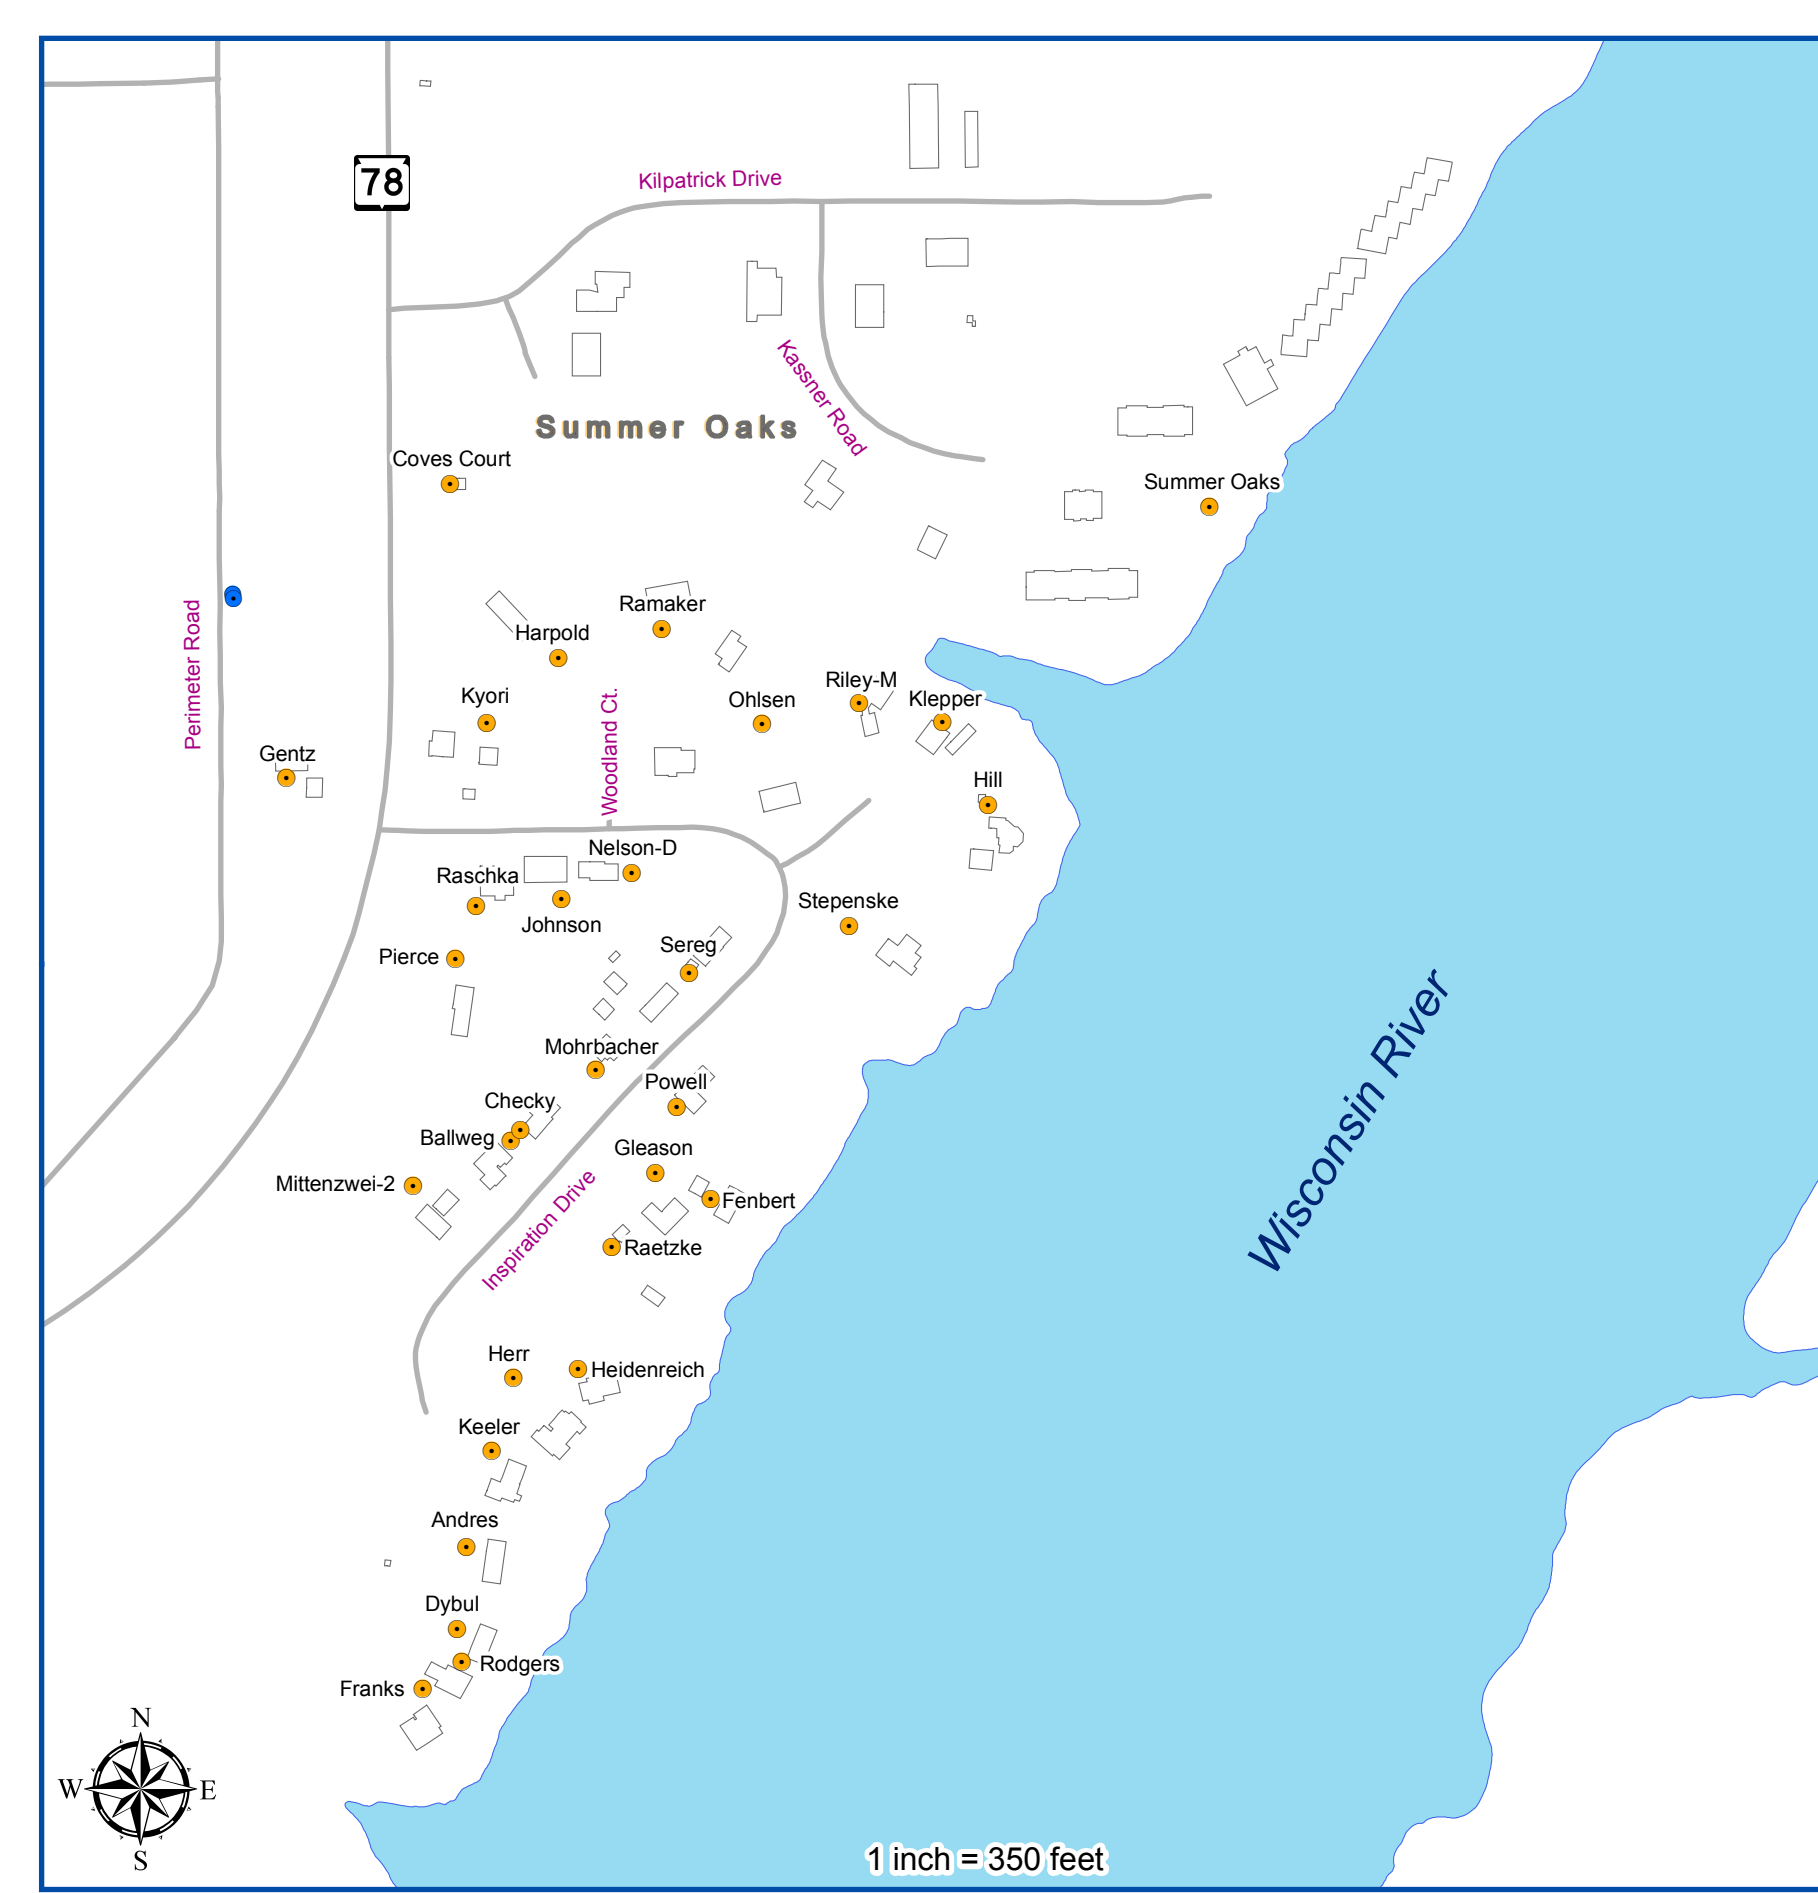 78
Kilpatrick Drive
Kassner Road
Summer Oaks
Coves Court
Summer Oaks
Perimeter Road
Ramaker
Harpold
Riley-M
Kyori
Woodland Ct.
Ohlsen
Klepper
Gentz
Hill
Nelson-D
Raschka
Johnson
Stepenske
Pierce
Sereg
Mohrbacher
Powell
Checky
Ballweg
Gleason
Mittenzwei-2
Fenbert
Inspiration Drive
Raetzke
Wisconsin River
Herr
Heidenreich
Keeler
Andres
Dybul
Rodgers
Franks
N
W
E
S
1 inch = 350 feet